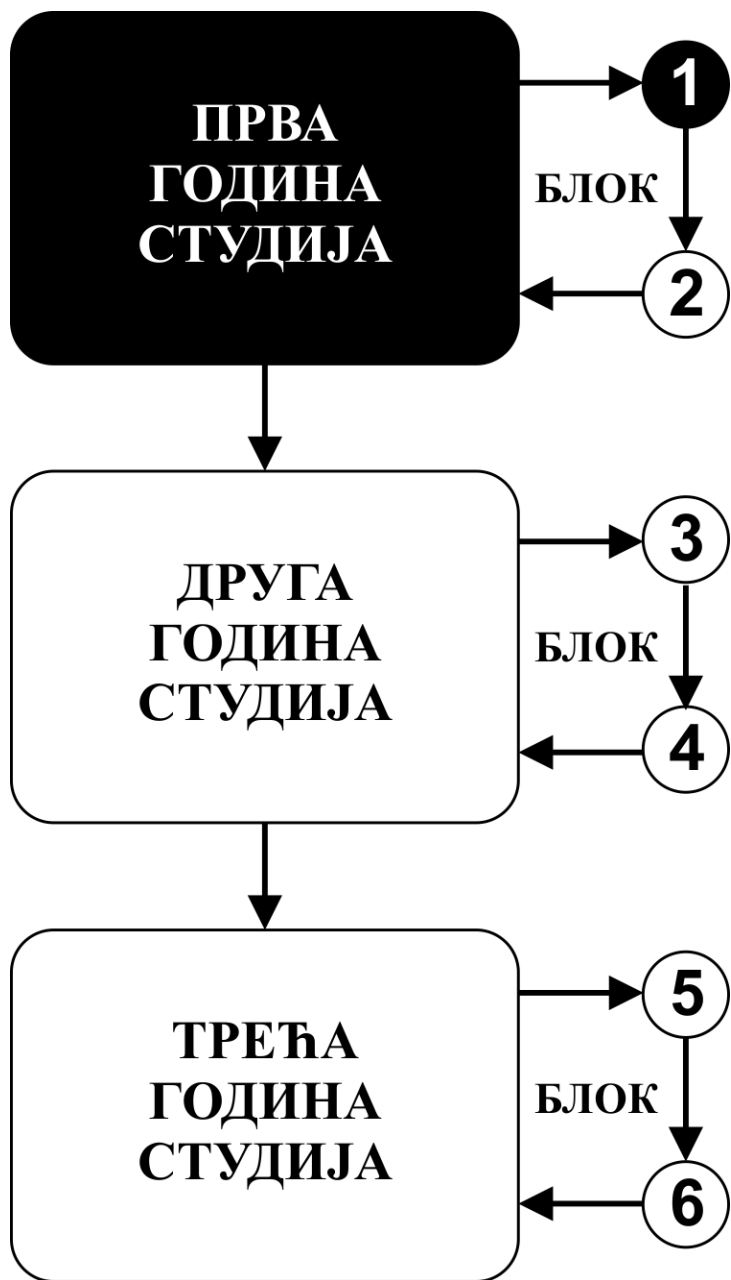 ПРВА
ГОДИНА
СТУДИЈА
1
БЛОК
2
ДРУГА
ГОДИНА
СТУДИЈА
3
БЛОК
4
ТРЕЋА
ГОДИНА
СТУДИЈА
5
БЛОК
6